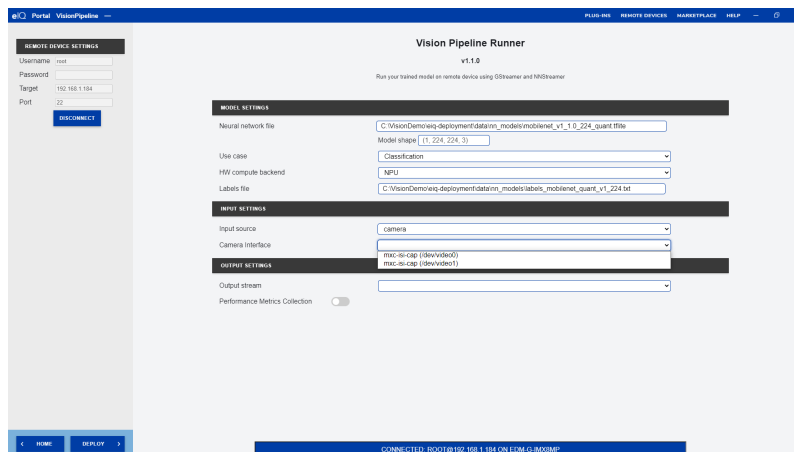 eIQ Portal VisionPipeline —
PLUG-INS REMOTE DEVICES MARKETPLACE HELP
REMOTE DEVICE SETTINGS
Username root
Password
Target 192.168.1.184
Port 22
DISCONNECT
Vision Pipeline Runner
v1.1.0
Run your trained model on remote device using GStreamer and NNStreamer
MODEL SETTINGS
Neural network file C:\VisionDemo\eiq-deployment\data\nn_models\mobilenet_v1_1.0_224_quant.tflite
Model shape (1, 224, 224, 3)
Use case Classification
HW compute backend NPU
Labels file C:\VisionDemo\eiq-deployment\data\nn_models\labels_mobilenet_quant_v1_224.txt
INPUT SETTINGS
Input source camera
Camera Interface
mxc-isi-cap (/dev/video0)
mxc-isi-cap (/dev/video1)
OUTPUT SETTINGS
Output stream
Performance Metrics Collection
< HOME
DEPLOY >
CONNECTED: ROOT@192.168.1.184 ON EDM-G-IMX8MP